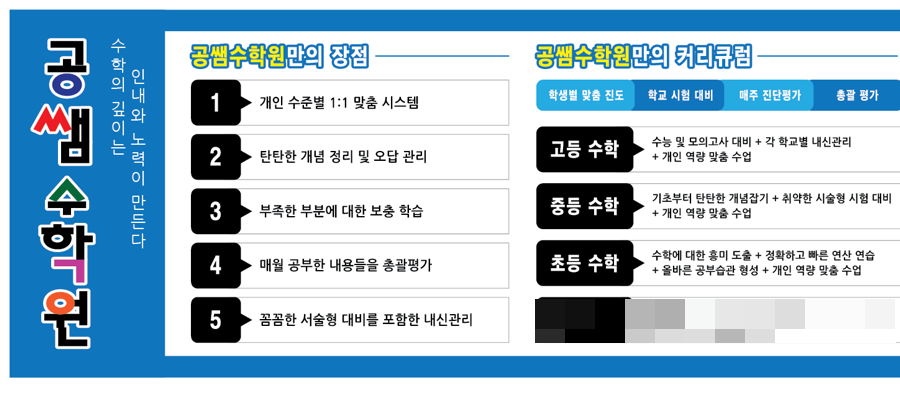 공쌤수학원
수학의 깊이는
인내와 노력이 만든다
공쌤수학원만의 장점
1 개인 수준별 1:1 맞춤 시스템
2 탄탄한 개념 정리 및 오답 관리
3 부족한 부분에 대한 보충 학습
4 매월 공부한 내용들을 총괄평가
5 꼼꼼한 서술형 대비를 포함한 내신관리
공쌤수학원만의 커리큐럼
학생별 맞춤 진도 학교 시험 대비 매주 진단평가 총괄 평가
고등 수학
수능 및 모의고사 대비 + 각 학교별 내신관리
+ 개인 역량 맞춤 수업
중등 수학
기초부터 탄탄한 개념잡기 + 취약한 시술형 시험 대비
+ 개인 역량 맞춤 수업
초등 수학
수학에 대한 흥미 도출 + 정확하고 빠른 연산 연습
+ 올바른 공부습관 형성 + 개인 역량 맞춤 수업